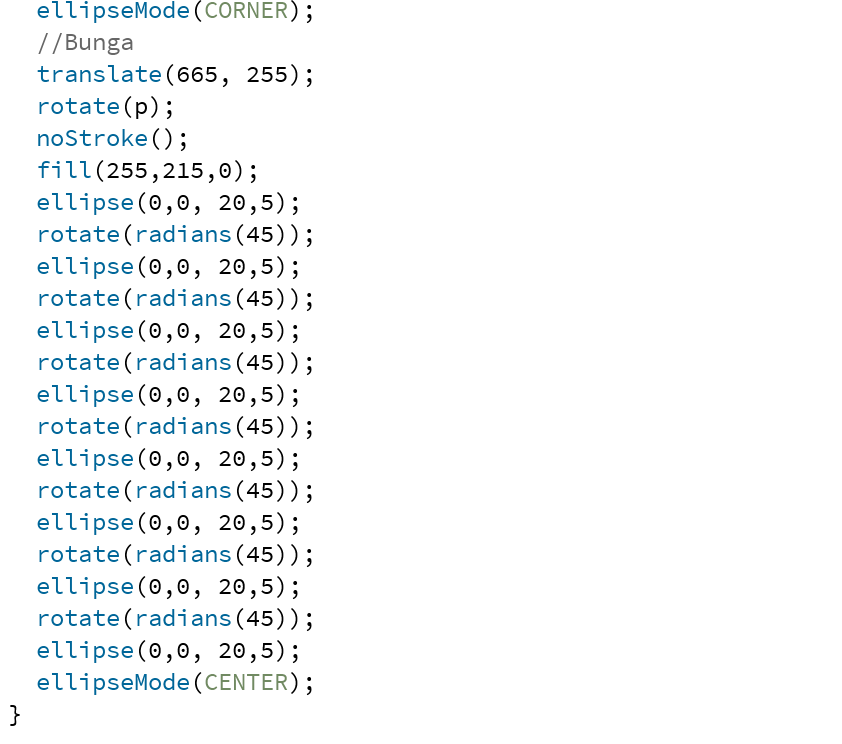 ellipseMode(CORNER);
//Bunga
translate(665, 255);
rotate(p);
noStroke();
fill(255,215,0);
ellipse(0,0, 20,5);
rotate(radians(45));
ellipse(0,0, 20,5);
rotate(radians(45));
ellipse(0,0, 20,5);
rotate(radians(45));
ellipse(0,0, 20,5);
rotate(radians(45));
ellipse(0,0, 20,5);
rotate(radians(45));
ellipse(0,0, 20,5);
rotate(radians(45));
ellipse(0,0, 20,5);
rotate(radians(45));
ellipse(0,0, 20,5);
ellipseMode(CENTER);
}